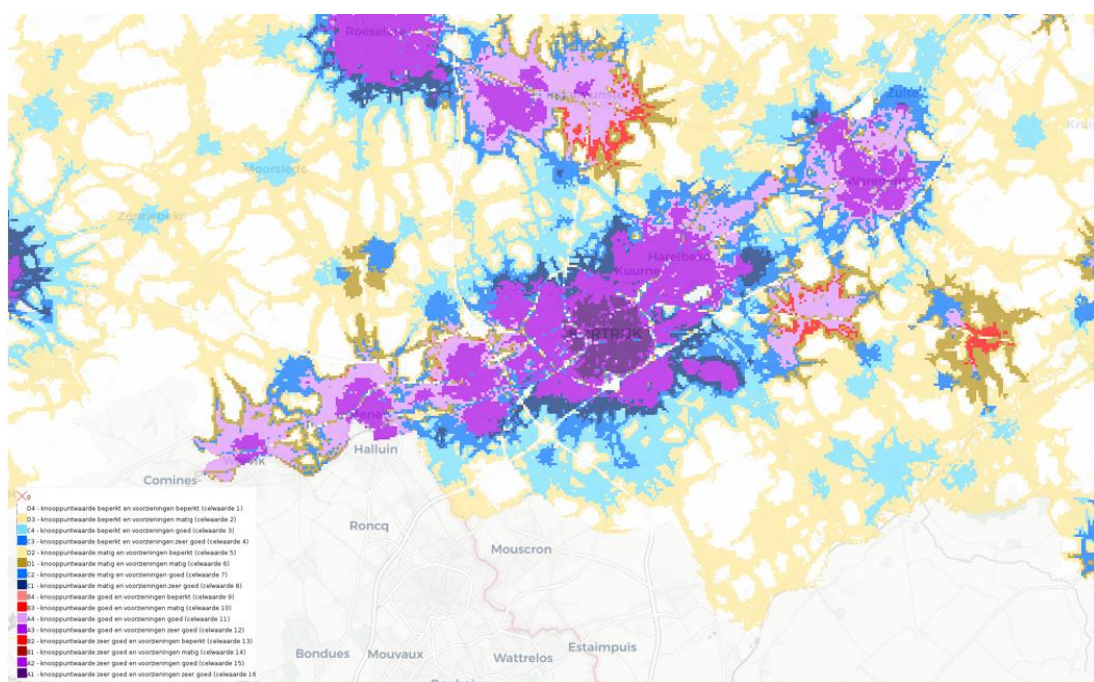 Roeselare
Zulte
Moorslede
Waregem
Zonnebeke
Harelbeke
Kuurne
KORTRIJK
Menen
Halluin
Comines-
Roncq
Mouscron
Estaimpuis
Bondues
Mouvaux
Wattrelos
0
D4 - knooppuntwaarde beperkt en voorzieningen beperkt (celwaarde 1)
D3 - knooppuntwaarde beperkt en voorzieningen matig (celwaarde 2)
C4 - knooppuntwaarde beperkt en voorzieningen goed (celwaarde 3)
C3 - knooppuntwaarde beperkt en voorzieningen zeer goed (celwaarde 4)
D2 - knooppuntwaarde matig en voorzieningen beperkt (celwaarde 5)
D1 - knooppuntwaarde matig en voorzieningen matig (celwaarde 6)
C2 - knooppuntwaarde matig en voorzieningen goed (celwaarde 7)
C1 - knooppuntwaarde matig en voorzieningen zeer goed (celwaarde 8)
B4 - knooppuntwaarde goed en voorzieningen beperkt (celwaarde 9)
B3 - knooppuntwaarde goed en voorzieningen matig (celwaarde 10)
A4 - knooppuntwaarde goed en voorzieningen goed (celwaarde 11)
A3 - knooppuntwaarde goed en voorzieningen zeer goed (celwaarde 12)
B2 - knooppuntwaarde zeer goed en voorzieningen beperkt (celwaarde 13)
B1 - knooppuntwaarde zeer goed en voorzieningen matig (celwaarde 14)
A2 - knooppuntwaarde zeer goed en voorzieningen goed (celwaarde 15)
A1 - knooppuntwaarde zeer goed en voorzieningen zeer goed (celwaarde 16